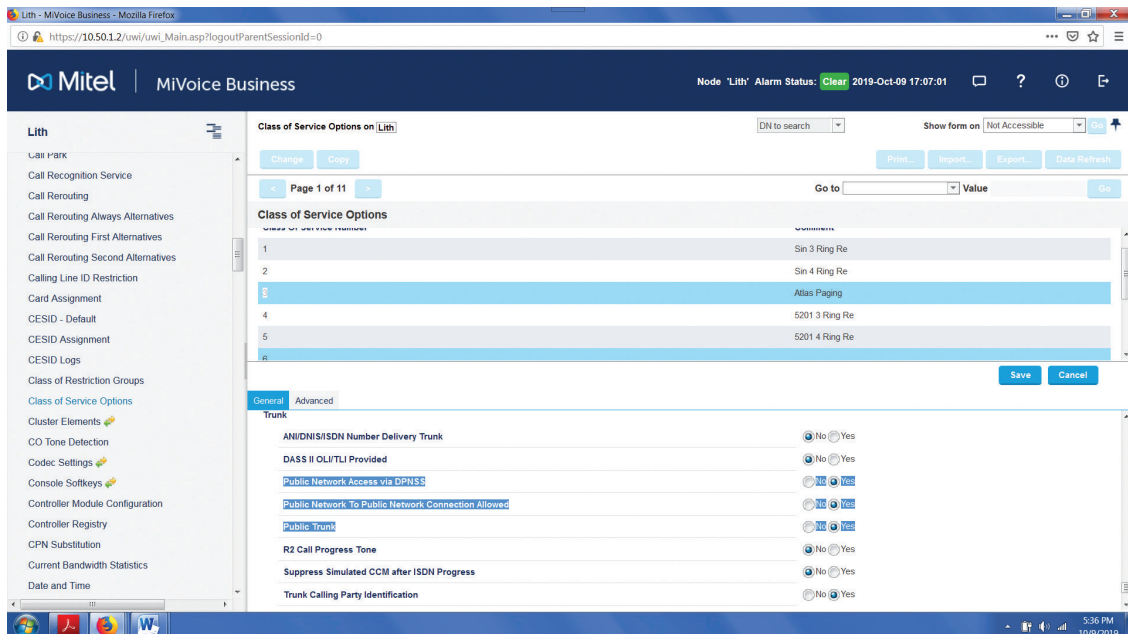 Lith - MiVoice Business - Mozilla Firefox
https://10.50.1.2/uwi/uwi_Main.asp?logoutParentSessionId=0
Mitel | MiVoice Business
Node 'Lith' Alarm Status: Clear 2019-Oct-09 17:07:01
Lith
Call Park
Call Recognition Service
Call Rerouting
Call Rerouting Always Alternatives
Call Rerouting First Alternatives
Call Rerouting Second Alternatives
Calling Line ID Restriction
Card Assignment
CESID - Default
CESID Assignment
CESID Logs
Class of Restriction Groups
Class of Service Options
Cluster Elements
CO Tone Detection
Codec Settings
Console Softkeys
Controller Module Configuration
Controller Registry
CPN Substitution
Current Bandwidth Statistics
Date and Time
Class of Service Options on Lith
DN to search
Show form on Not Accessible Go
Change Copy
Print... Import... Export... Data Refresh
< Page 1 of 11 >
Go to Value Go
Class of Service Options
Class Of Service Number Comment
1 Sin 3 Ring Re
2 Sin 4 Ring Re
3 Atlas Paging
4 5201 3 Ring Re
5 5201 4 Ring Re
6
Save Cancel
General Advanced
Trunk
ANI/DNIS/ISDN Number Delivery Trunk No Yes
DASS II OLI/TLI Provided No Yes
Public Network Access via DPNSS No Yes
Public Network To Public Network Connection Allowed No Yes
Public Trunk No Yes
R2 Call Progress Tone No Yes
Suppress Simulated CCM after ISDN Progress No Yes
Trunk Calling Party Identification No Yes
5:36 PM
10/9/2019